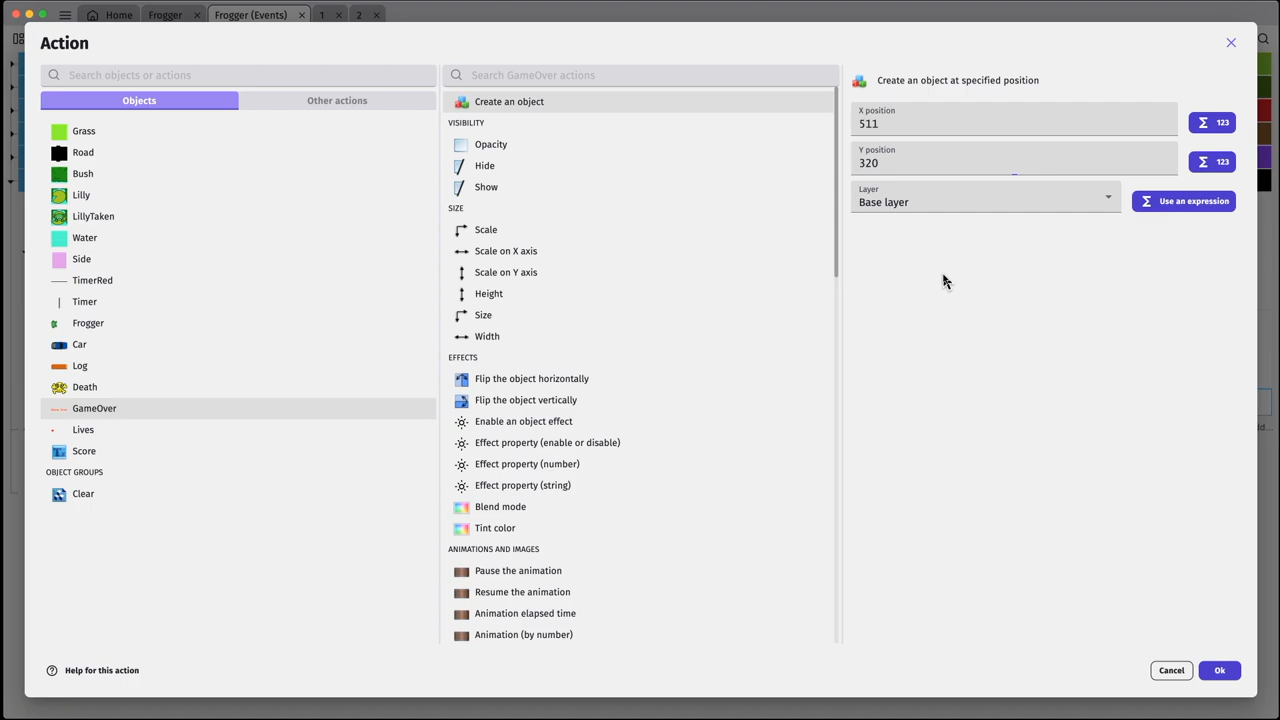 Home
Frogger
Frogger (Events)
1
2
Action
Search objects or actions
Objects
Other actions
Grass
Road
Bush
Lilly
LillyTaken
Water
Side
TimerRed
Timer
Frogger
Car
Log
Death
GameOver
Lives
Score
OBJECT GROUPS
Clear
Search GameOver actions
Create an object
VISIBILITY
Opacity
Hide
Show
SIZE
Scale
Scale on X axis
Scale on Y axis
Height
Size
Width
EFFECTS
Flip the object horizontally
Flip the object vertically
Enable an object effect
Effect property (enable or disable)
Effect property (number)
Effect property (string)
Blend mode
Tint color
ANIMATIONS AND IMAGES
Pause the animation
Resume the animation
Animation elapsed time
Animation (by number)
Create an object at specified position
X position
511
Σ 123
Y position
320
Σ 123
Layer
Base layer
Σ Use an expression
Help for this action
Cancel
Ok